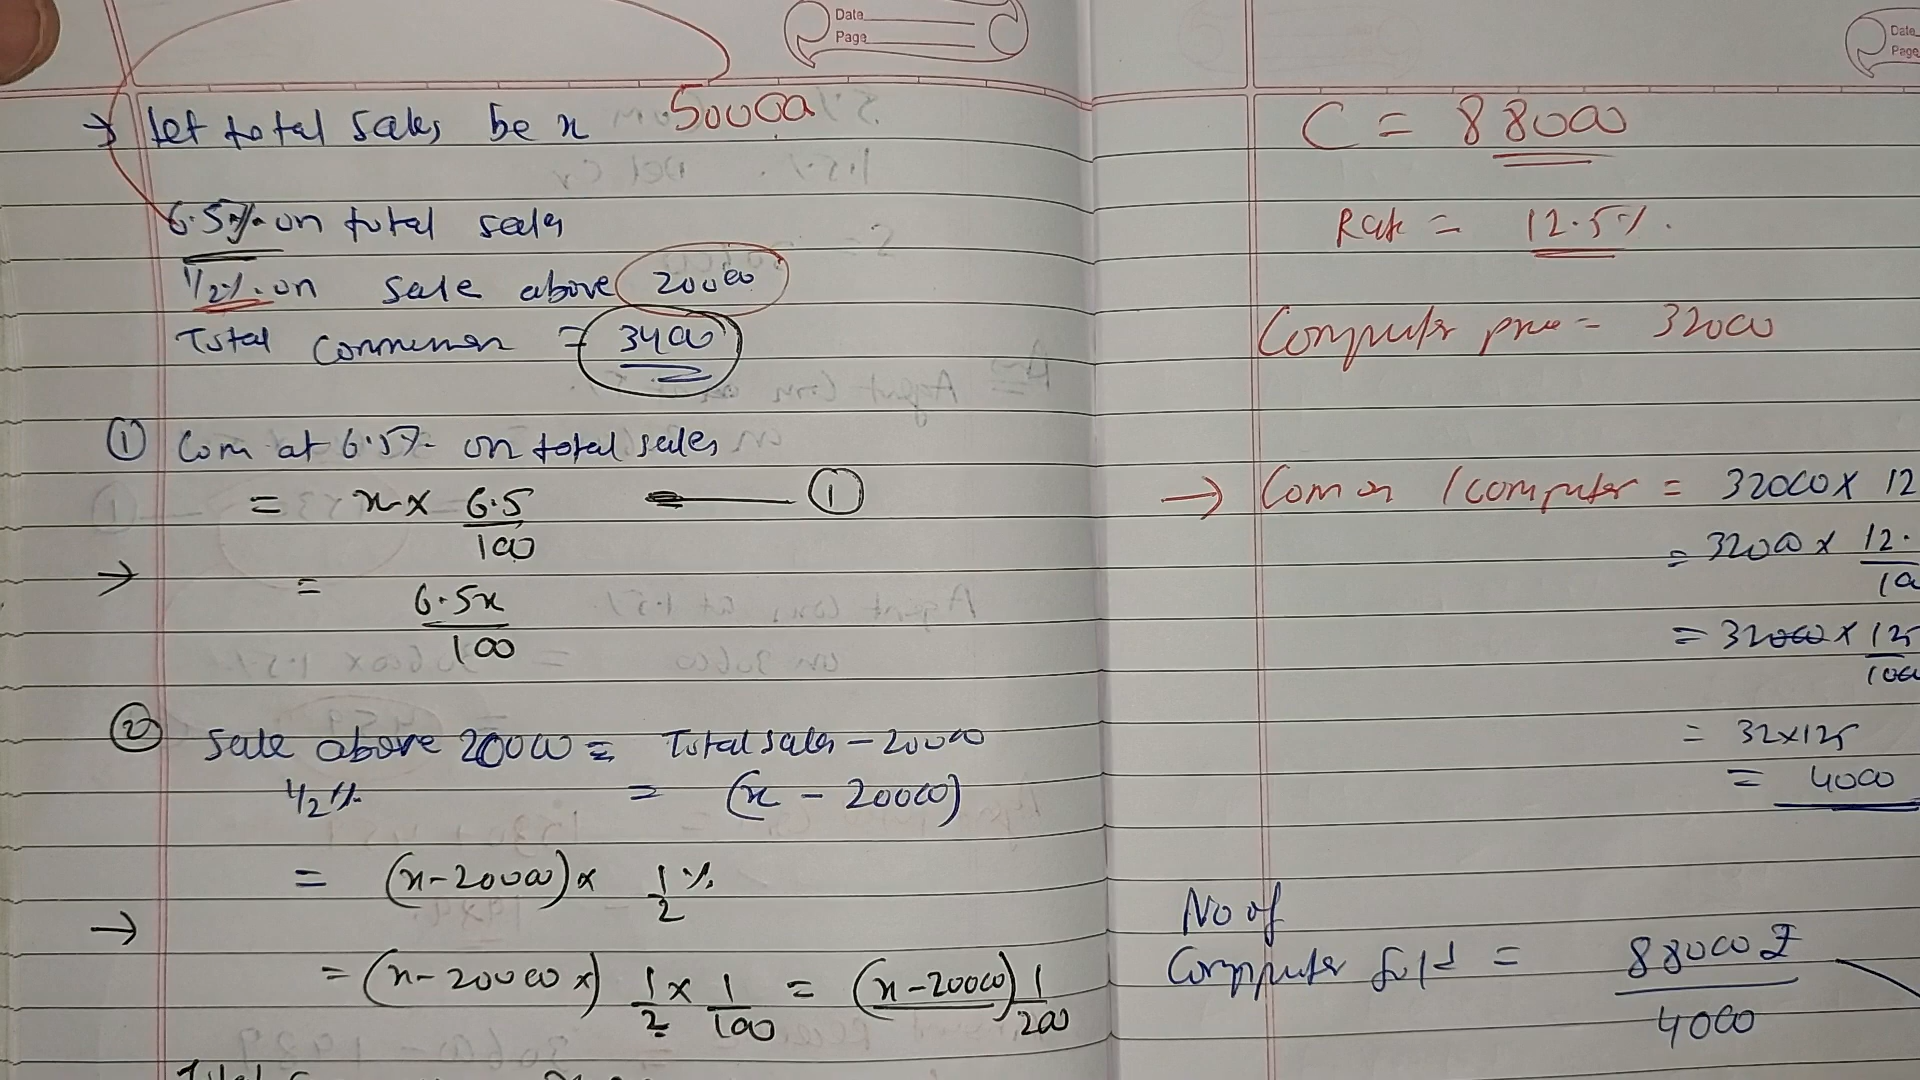 Date
Page
→ let total sales be x 50000
6.5% on total sales
1/2% on sale above 20000
Total = 3400
① Com at 6.5% on total sales
= x × 6.5/100 — ①
→ = 6.5x/100
② Sale above 20000 = Total sales - 20000
1/2% = (x - 20000)
= (x - 20000) × 1/2 %
→ = (x - 20000 x) 1/2 × 1/100 = (x - 20000) 1/200
Date
Page
C = 88000
Rate = 12.5%.
Computer price = 32000
→ Com on 1 computer = 32000 × 12
= 32000 × 12.
= 32000 × 125
= 32×125
= 4000
No of
Computer sold = 88000 ₹/4000